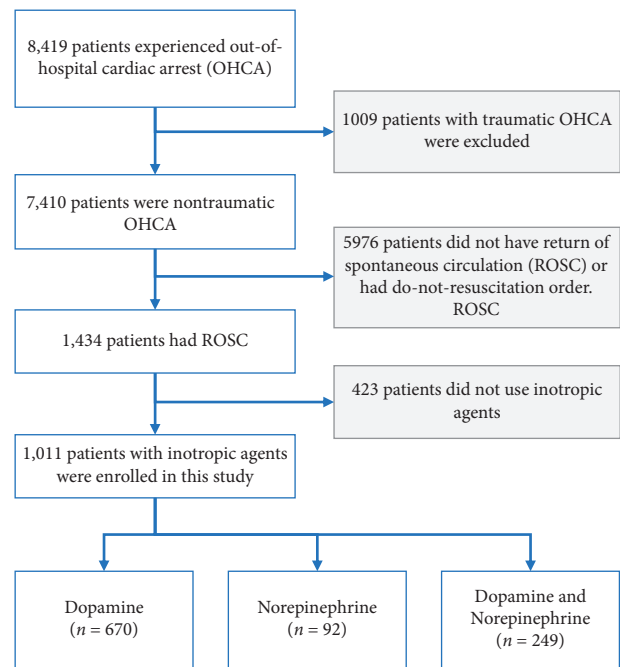 8,419 patients experienced out-of-
hospital cardiac arrest (OHCA)
1009 patients with traumatic OHCA
were excluded
7,410 patients were nontraumatic
OHCA
5976 patients did not have return of
spontaneous circulation (ROSC) or
had do-not-resuscitation order.
ROSC
1,434 patients had ROSC
423 patients did not use inotropic
agents
1,011 patients with inotropic agents
were enrolled in this study
Dopamine
(n = 670)
Norepinephrine
(n = 92)
Dopamine and
Norepinephrine
(n = 249)